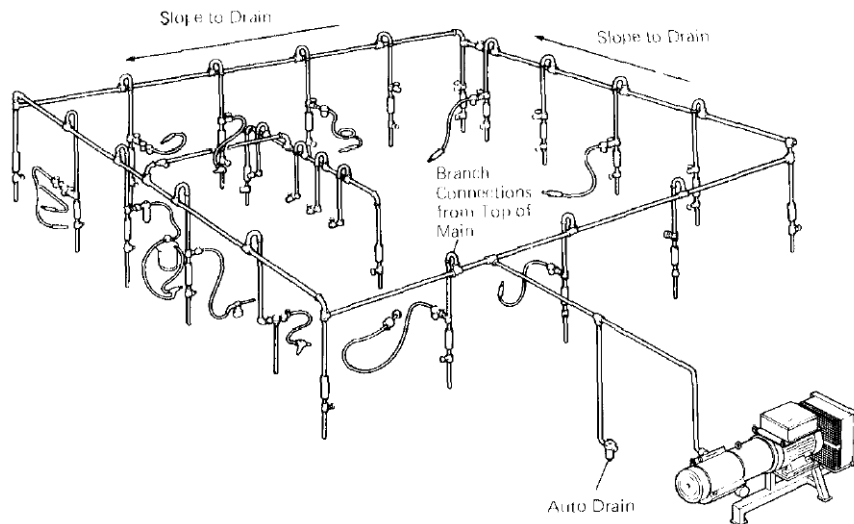 Slope to Drain
Slope to Drain
Branch
Connections
from Top of
Main
Auto Drain